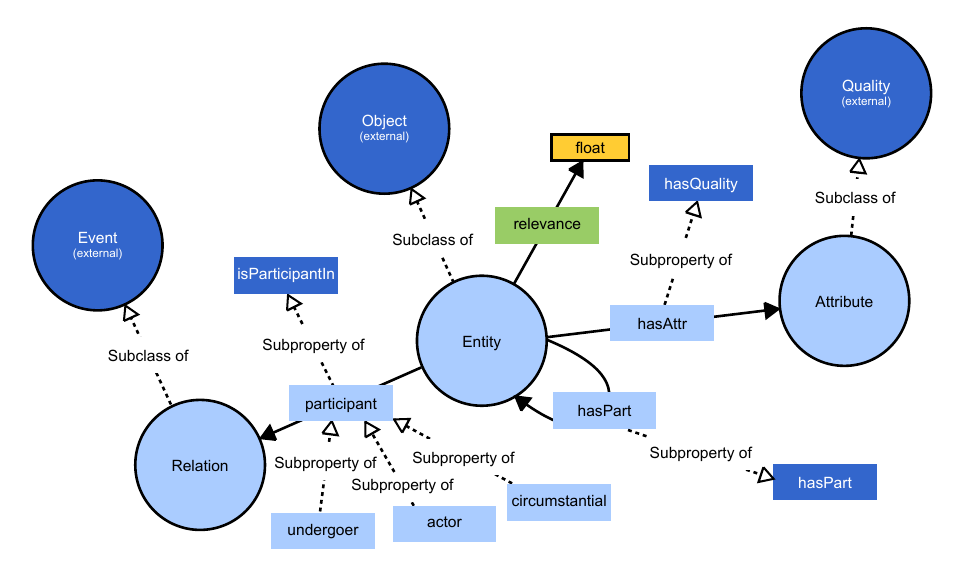 Quality
(external)
Object
(external)
float
hasQuality
Subclass of
relevance
Event
(external)
Subclass of
Subproperty of
isParticipantIn
Attribute
hasAttr
Entity
Subproperty of
Subclass of
participant
hasPart
Subproperty of
Subproperty of
Subproperty of
Relation
hasPart
Subproperty of
circumstantial
actor
undergoer